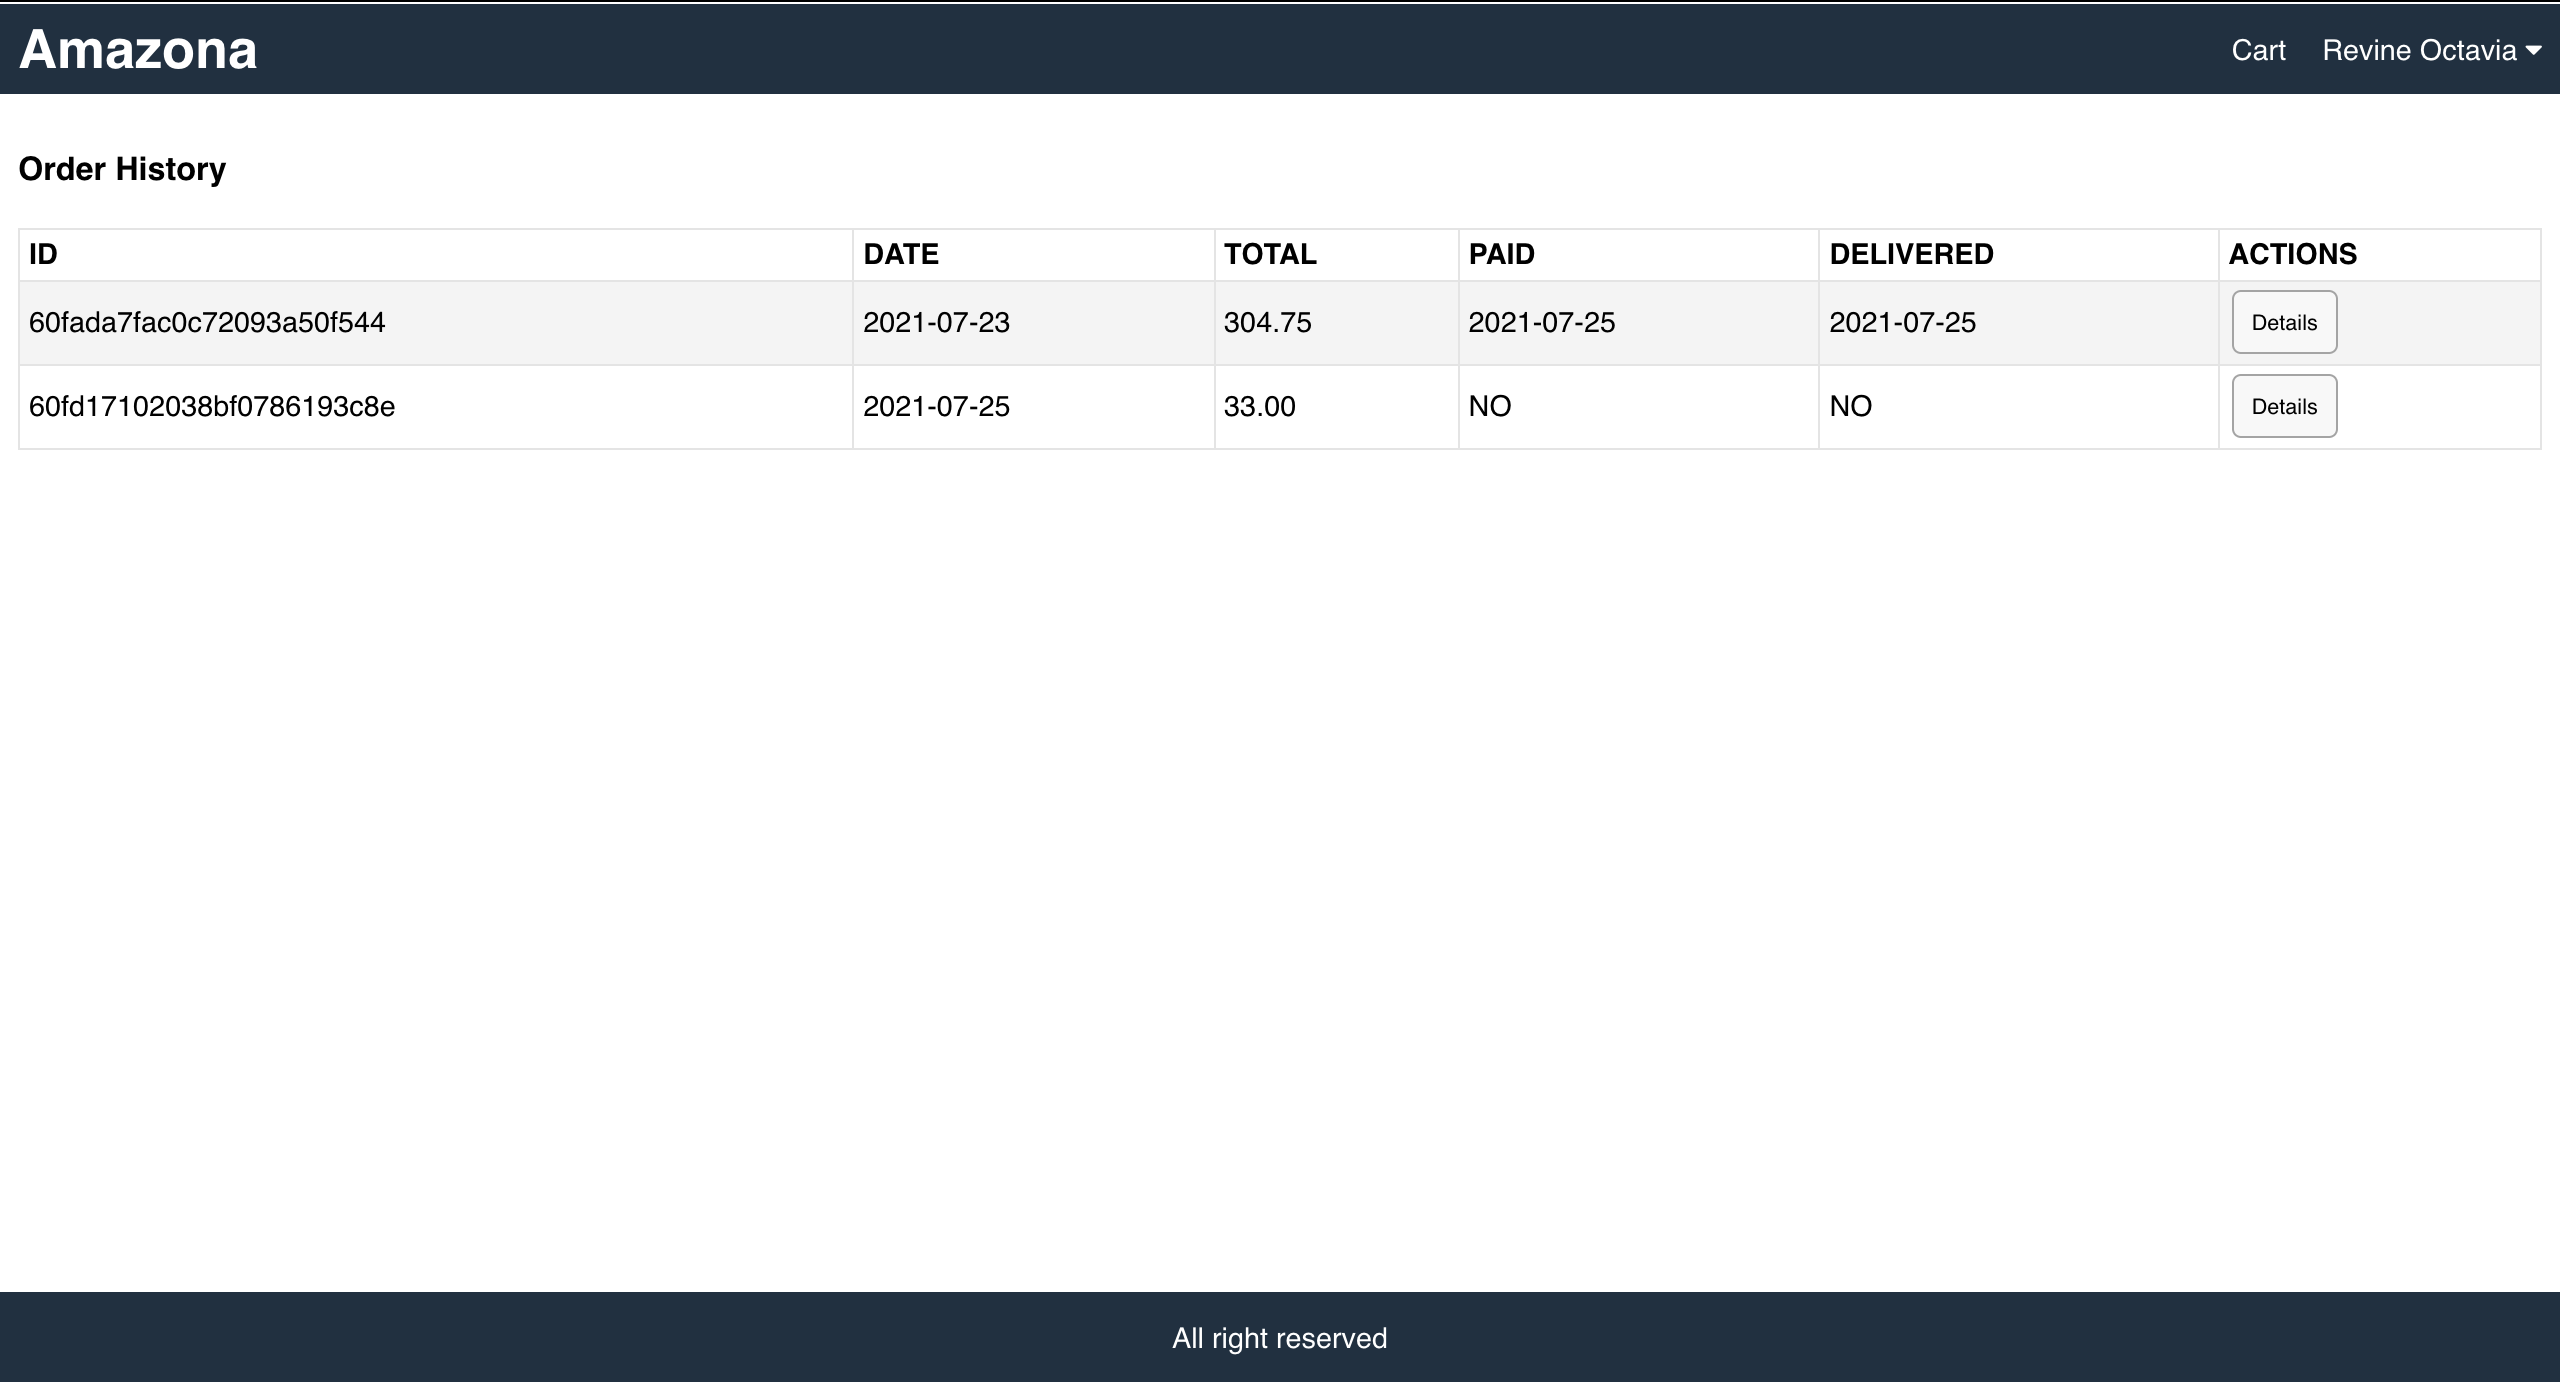 Amazona
Cart Revine Octavia
Order History
ID DATE TOTAL PAID DELIVERED ACTIONS
60fada7fac0c72093a50f544 2021-07-23 304.75 2021-07-25 2021-07-25 Details
60fd17102038bf0786193c8e 2021-07-25 33.00 NO NO Details
All right reserved